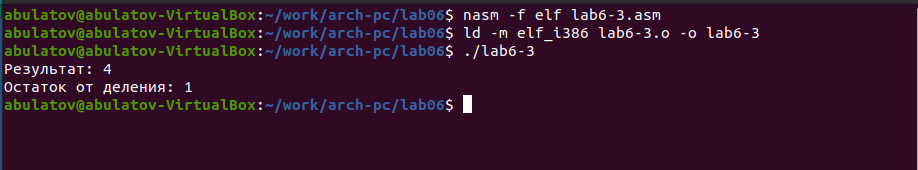 abulatov@abulatov-VirtualBox:~/work/arch-pc/lab06$ nasm -f elf lab6-3.asm
abulatov@abulatov-VirtualBox:~/work/arch-pc/lab06$ ld -m elf_i386 lab6-3.o -o lab6-3
abulatov@abulatov-VirtualBox:~/work/arch-pc/lab06$ ./lab6-3
Результат: 4
Остаток от деления: 1
abulatov@abulatov-VirtualBox:~/work/arch-pc/lab06$